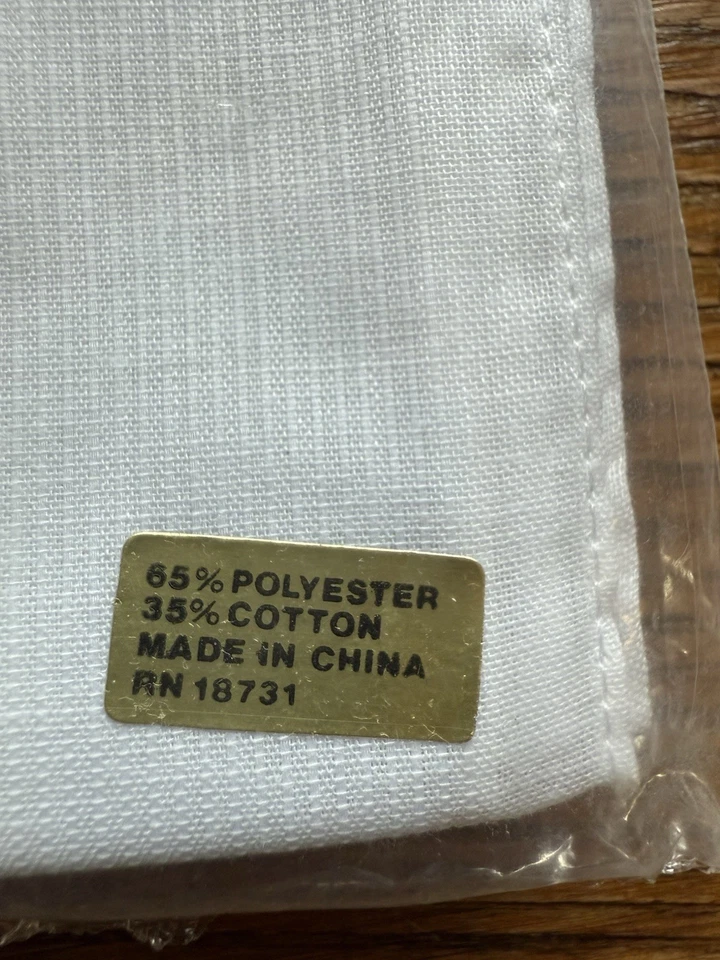 65% POLYESTER
35% COTTON
MADE IN CHINA
RN 18731